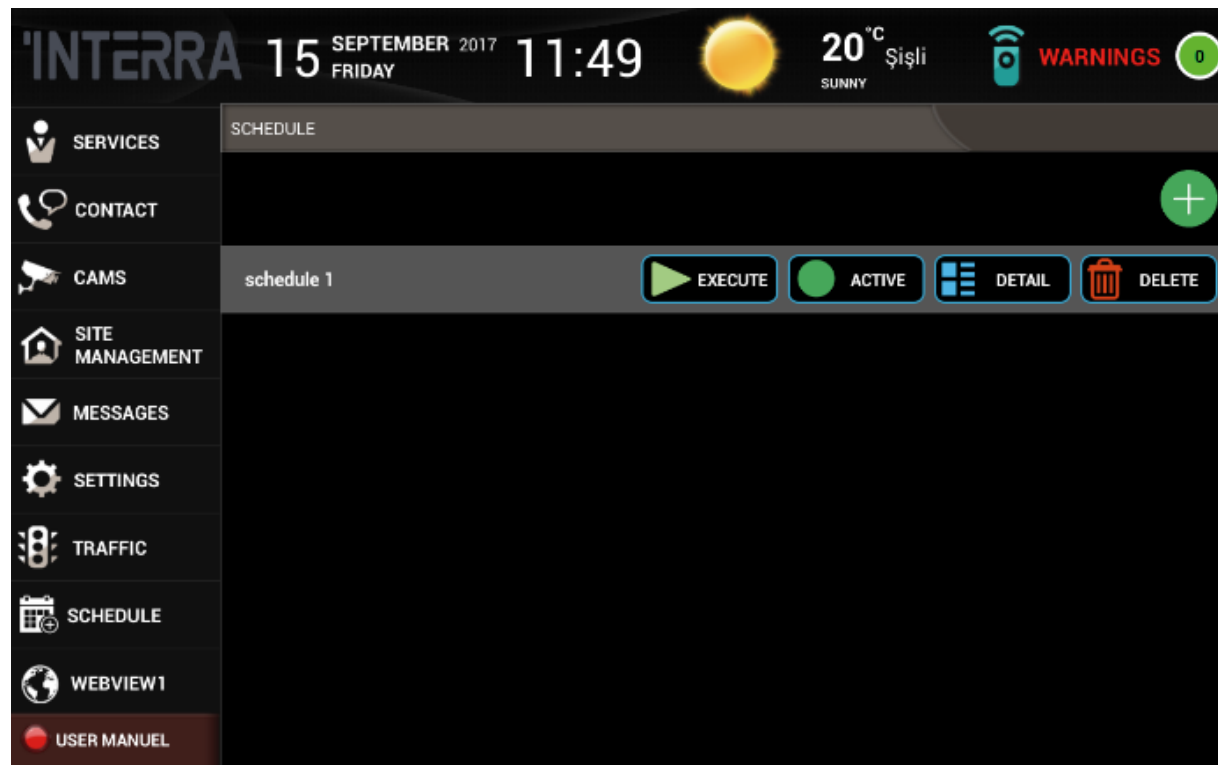 INTERRA 15 SEPTEMBER 2017 11:49 20°C Şişli WARNINGS 0
FRIDAY SUNNY
SERVICES
SCHEDULE
CONTACT
CAMS
schedule 1 EXECUTE ACTIVE DETAIL DELETE
SITE
MANAGEMENT
MESSAGES
SETTINGS
TRAFFIC
SCHEDULE
WEBVIEW1
USER MANUEL